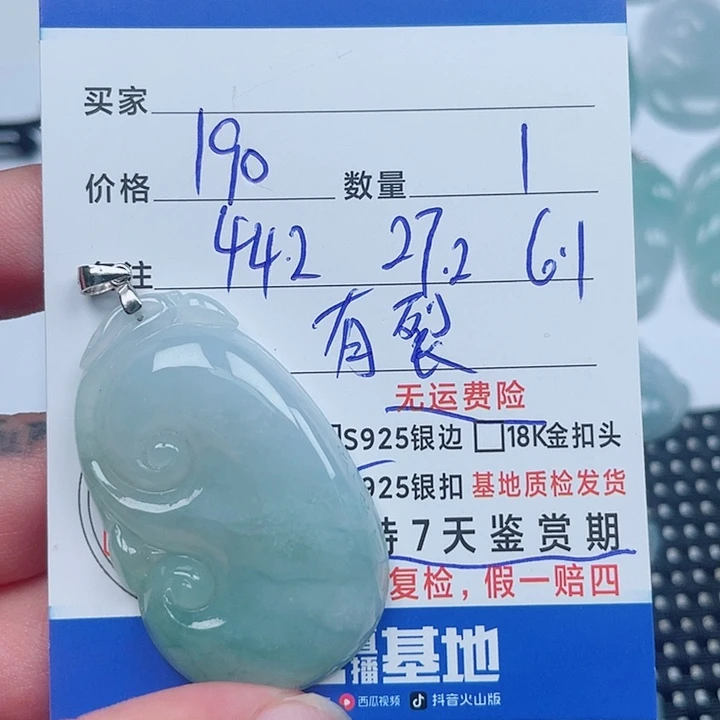 买家
价格 190 数量 1
注 44.2 27.2 6.1
有裂
无运费险
S925银边 18K金扣头
925银扣 基地质检发货
持7天鉴赏期
复检，假一赔四
播基地
西瓜视频 抖音火山版